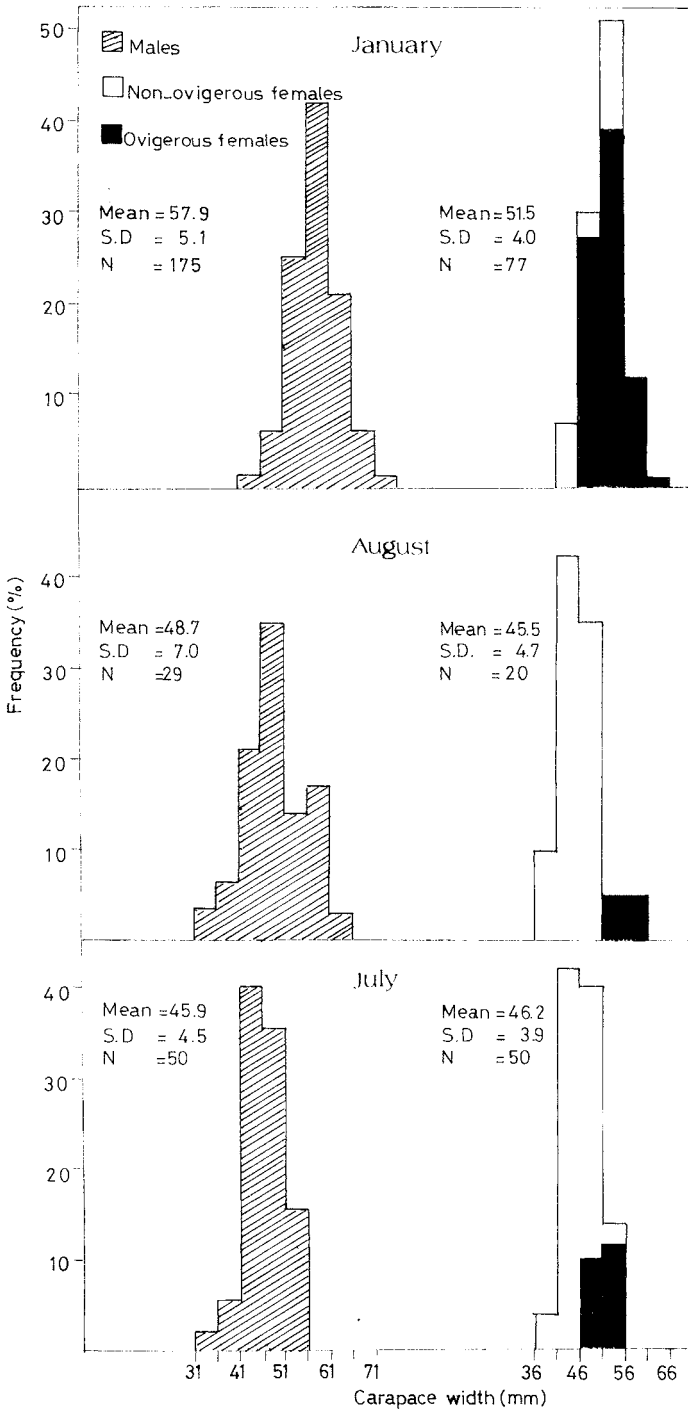 50
40
30
20
10
January
Males
Non-ovigerous females
Ovigerous females
Mean = 57.9
S.D = 5.1
N = 175
Mean = 51.5
S.D = 4.0
N = 77
Frequency (%)
40
30
20
10
August
Mean = 48.7
S.D = 7.0
N = 29
Mean = 45.5
S.D. = 4.7
N = 20
40
30
20
10
July
Mean = 45.9
S.D = 4.5
N = 50
Mean = 46.2
S.D = 3.9
N = 50
31 41 51 61 71 36 46 56 66
Carapace width (mm)